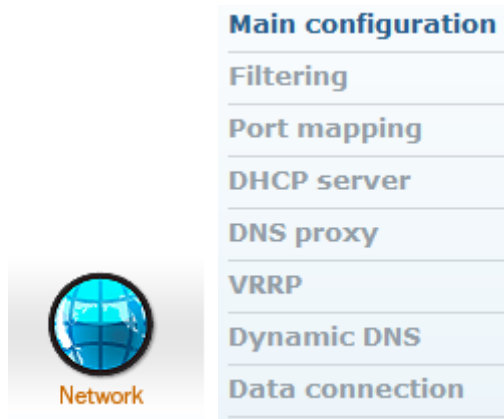 Main configuration
Filtering
Port mapping
DHCP server
DNS proxy
VRRP
Dynamic DNS
Data connection
Network